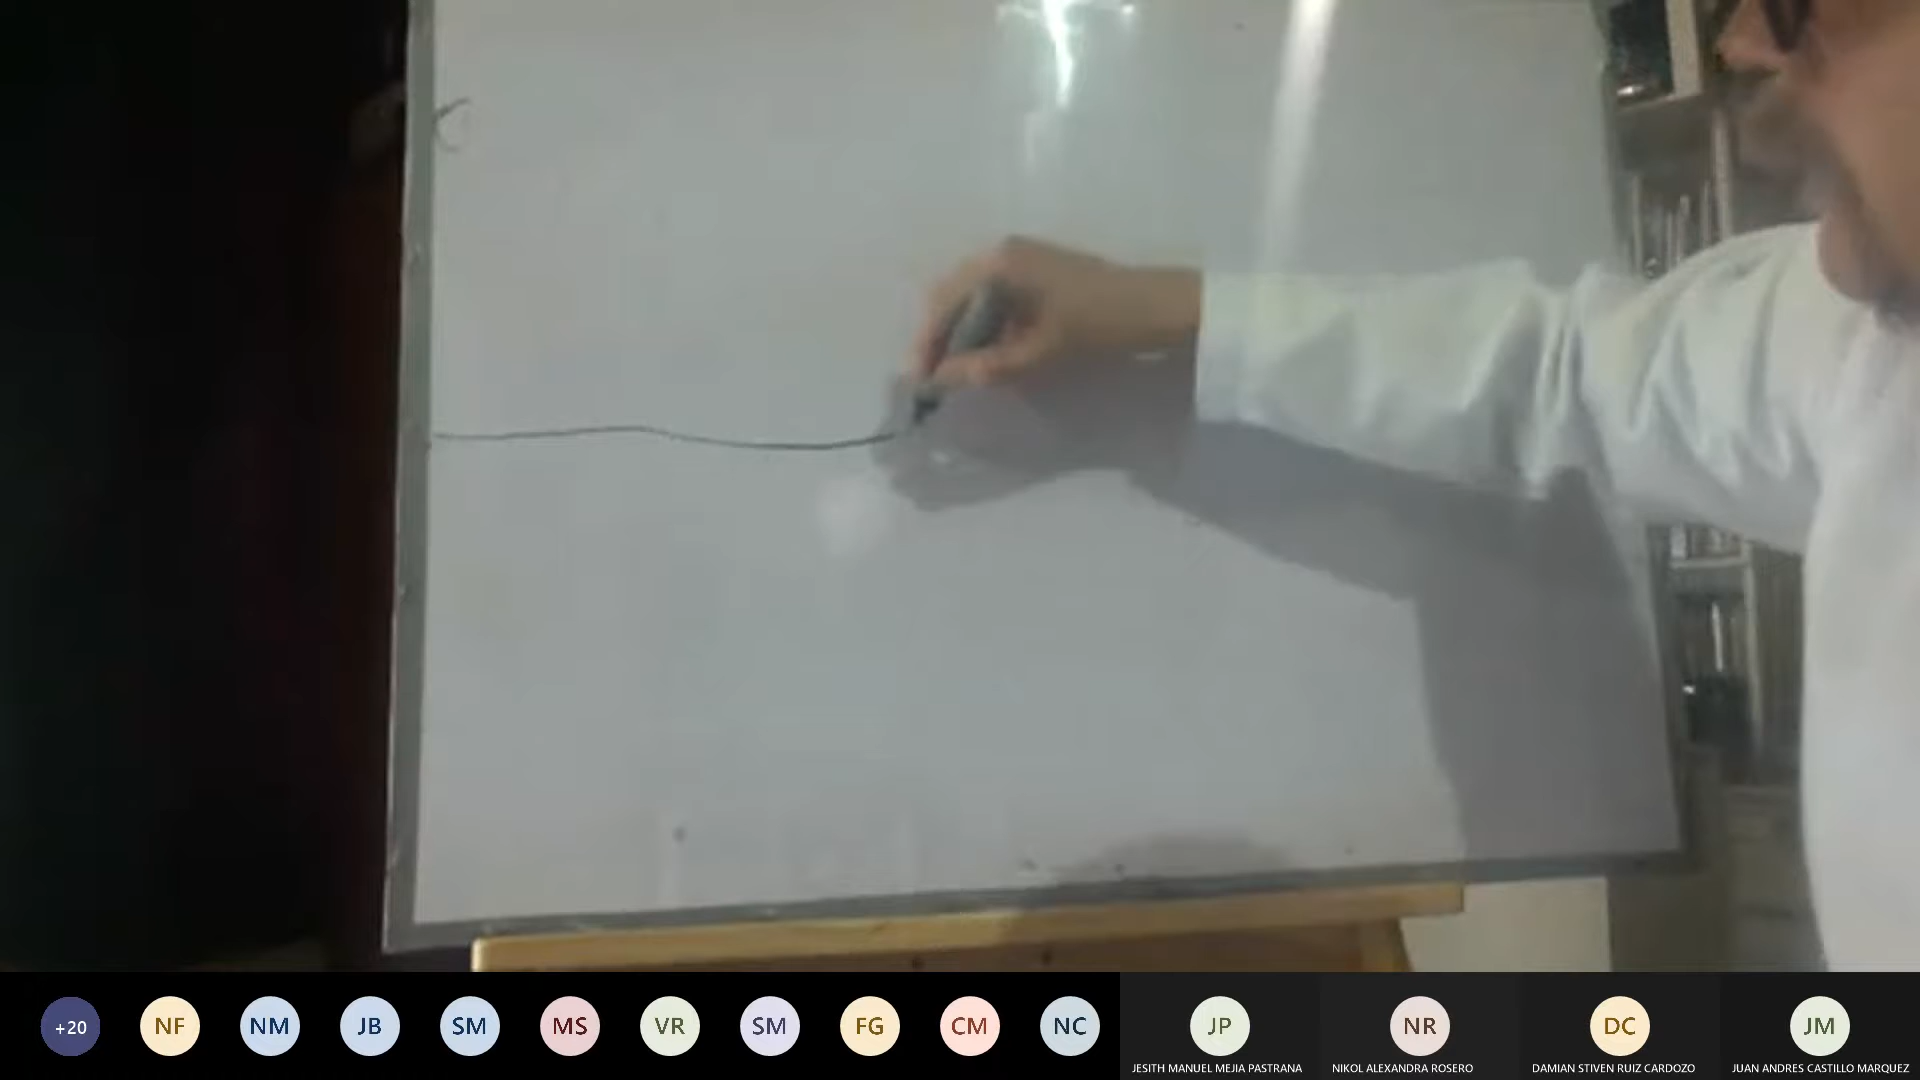 +20 NF NM JB SM MS VR SM FG CM NC JP NR DC JM
JESITH MANUEL MEJIA PASTRANA NIKOL ALEXANDRA ROSERO DAMIAN STIVEN RUIZ CARDOZO JUAN ANDRES CASTILLO MARQUEZ